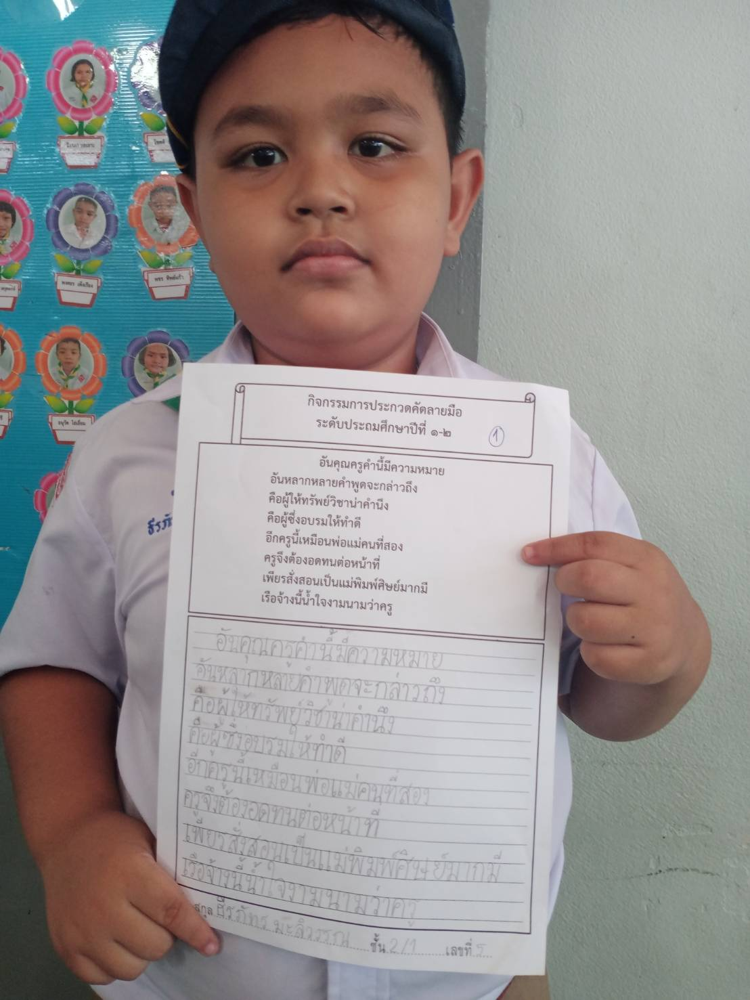 กิจกรรมการประกวดคัดลายมือ
ระดับประถมศึกษาปีที่ ๑-๒
1
อันคุณครูคำนี้มีความหมาย
อันหลากหลายคำพูดจะกล่าวถึง
คือผู้ให้ทรัพย์วิชาน่าคำนึง
คือผู้ซึ่งอบรมให้ทำดี
อีกครูนี้เหมือนพ่อแม่คนที่สอง
ครูจึงต้องอดทนต่อหน้าที่
เพียรสั่งสอนเป็นแม่พิมพ์ศิษย์มากมี
เรือจ้างนี้น้ำใจงามนามว่าครู
อันคุณครูคำนี้มีความหมาย
อันหลากหลายคำพูดจะกล่าวถึง
คือผู้ให้ทรัพย์วิชาน่าคำนึง
คือผู้ซึ่งอบรมให้ทำดี
อีกครูนี้เหมือนพ่อแม่คนที่สอง
ครูจึงต้องอดทนต่อหน้าที่
เพียรสั่งสอนเป็นแม่พิมพ์ศิษย์มากมี
เรือจ้างนี้น้ำใจงามนามว่าครู
สกุล ธีรภัทร มะลิวรรณ ชั้น 2/1 เลขที่ 5